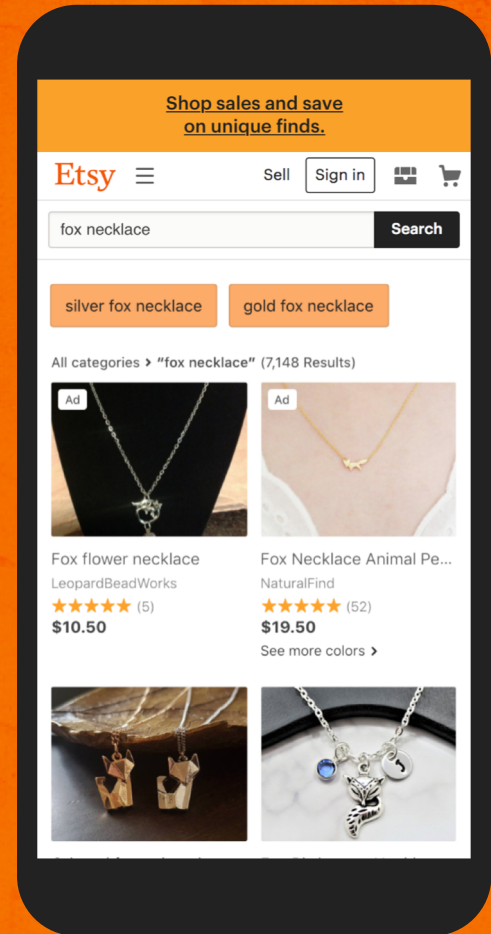 Shop sales and save
on unique finds.
Etsy Sell Sign in
fox necklace Search
silver fox necklace gold fox necklace
All categories > "fox necklace" (7,148 Results)
Ad Ad
Fox flower necklace Fox Necklace Animal Pe...
LeopardBeadWorks NaturalFind
(5) (52)
$10.50 $19.50
See more colors >
J